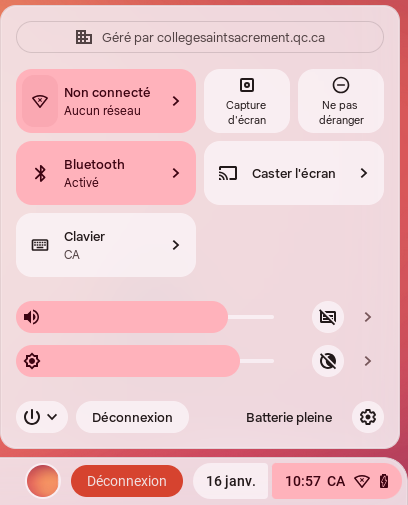 Géré par collegesaintsacrement.qc.ca
Non connecté
Aucun réseau
Capture
d'écran
Ne pas
déranger
Bluetooth
Activé
Caster l'écran
Clavier
CA
Déconnexion
Batterie pleine
Déconnexion
16 janv.
10:57 CA